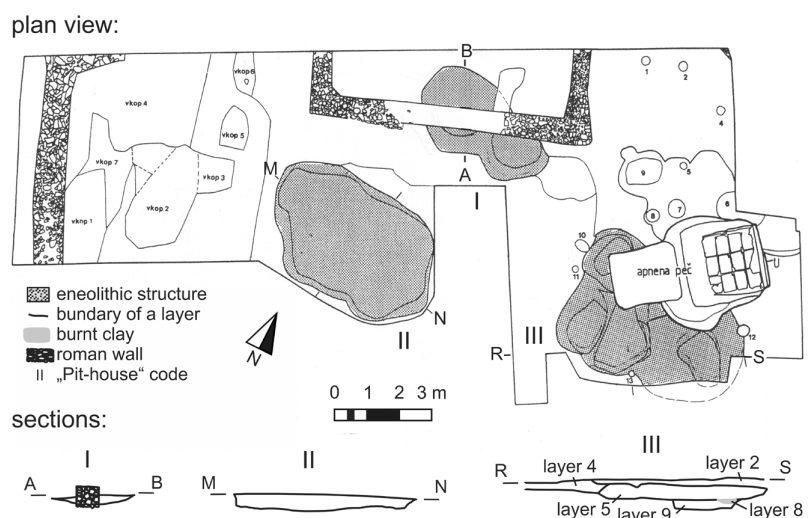 plan view:
B
vkop 6
1
2
vkop 4
4
vkop 5
vkop 7
5
M
A
9
vkop 3
I
6
7
vkop 2
8
vkop 1
10
apnena peč
11
eneolithic structure
bundary of a layer
N
12
burnt clay
II
III
roman wall
N
R
S
II „Pit-house“ code
13
0 1 2 3 m
sections:
I
II
III
A
B
M
N
R
layer 4
layer 2
S
layer 5
layer 9
layer 8